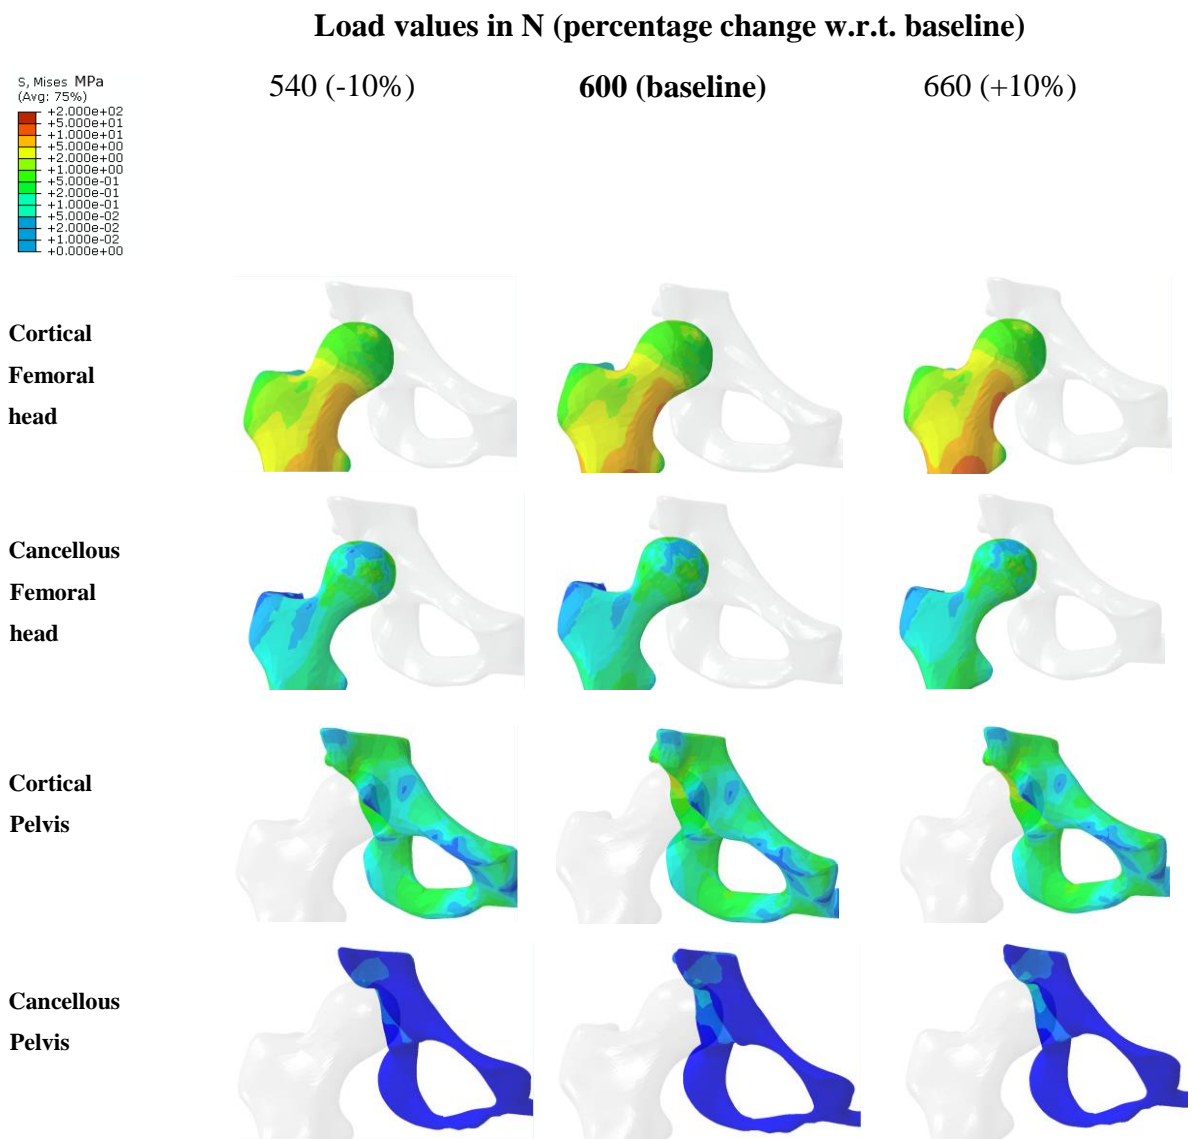 Load values in N (percentage change w.r.t. baseline)
540 (-10%)
600 (baseline)
660 (+10%)
S, Mises MPa
(Avg: 75%)
+2.000e+02
+5.000e+01
+1.000e+01
+5.000e+00
+2.000e+00
+1.000e+00
+5.000e-01
+2.000e-01
+1.000e-01
+5.000e-02
+2.000e-02
+1.000e-02
+0.000e+00
Cortical
Femoral
head
Cancellous
Femoral
head
Cortical
Pelvis
Cancellous
Pelvis